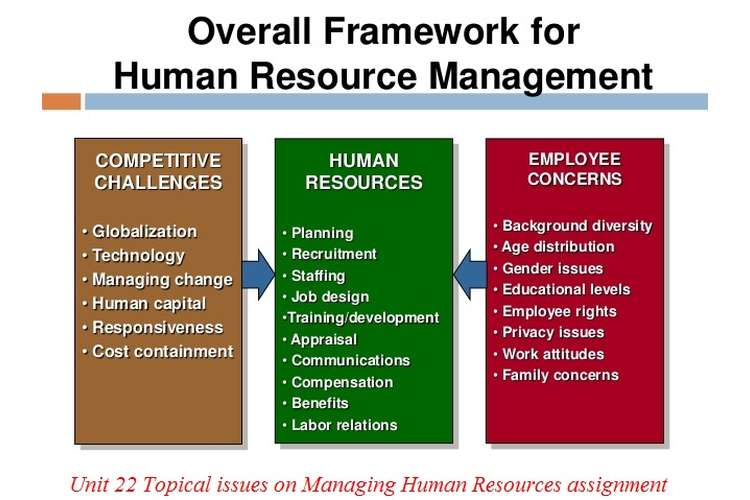 Overall Framework for
Human Resource Management
COMPETITIVE
CHALLENGES
• Globalization
• Technology
• Managing change
• Human capital
• Responsiveness
• Cost containment
HUMAN
RESOURCES
• Planning
• Recruitment
• Staffing
• Job design
•Training/development
• Appraisal
• Communications
• Compensation
• Benefits
• Labor relations
EMPLOYEE
CONCERNS
• Background diversity
• Age distribution
• Gender issues
• Educational levels
• Employee rights
• Privacy issues
• Work attitudes
• Family concerns
Unit 22 Topical issues on Managing Human Resources assignment